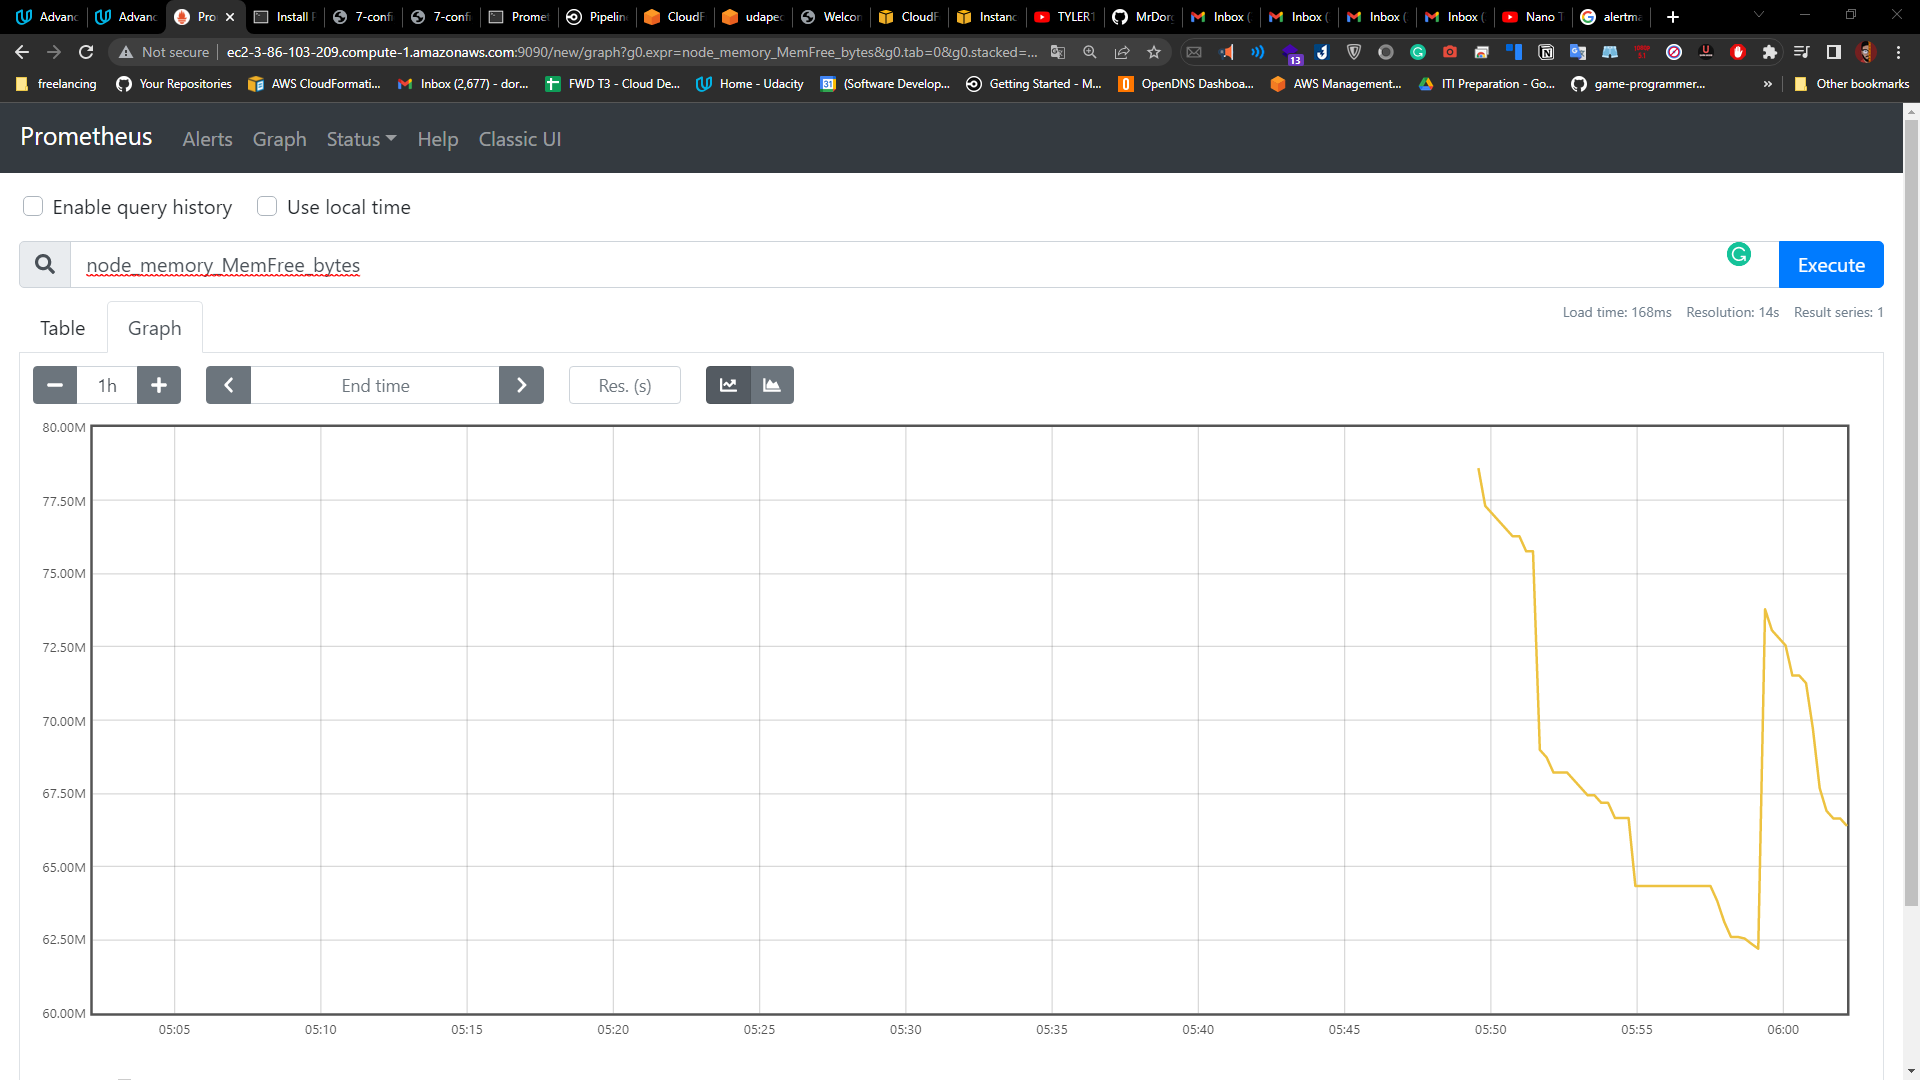 Advanc
Advanc
Pro
Install P
7-confi
7-confi
Promet
Pipeline
CloudF
udapec
Welcon
CloudF
Instanc
TYLER1
MrDorg
Inbox (
Inbox (
Inbox (
Inbox (
Nano T
alertma
Not secure ec2-3-86-103-209.compute-1.amazonaws.com:9090/new/graph?g0.expr=node_memory_MemFree_bytes&g0.tab=0&g0.stacked=...
13
freelancing
Your Repositories
AWS CloudFormati...
Inbox (2,677) - dor...
FWD T3 - Cloud De...
Home - Udacity
(Software Develop...
Getting Started - M...
OpenDNS Dashboa...
AWS Management...
ITI Preparation - Go...
game-programmer...
»
Other bookmarks
Prometheus Alerts Graph Status Help Classic UI
Enable query history Use local time
node_memory_MemFree_bytes
Execute
Table Graph
Load time: 168ms Resolution: 14s Result series: 1
1h
End time
Res. (s)
80.00M
77.50M
75.00M
72.50M
70.00M
67.50M
65.00M
62.50M
60.00M
05:05 05:10 05:15 05:20 05:25 05:30 05:35 05:40 05:45 05:50 05:55 06:00